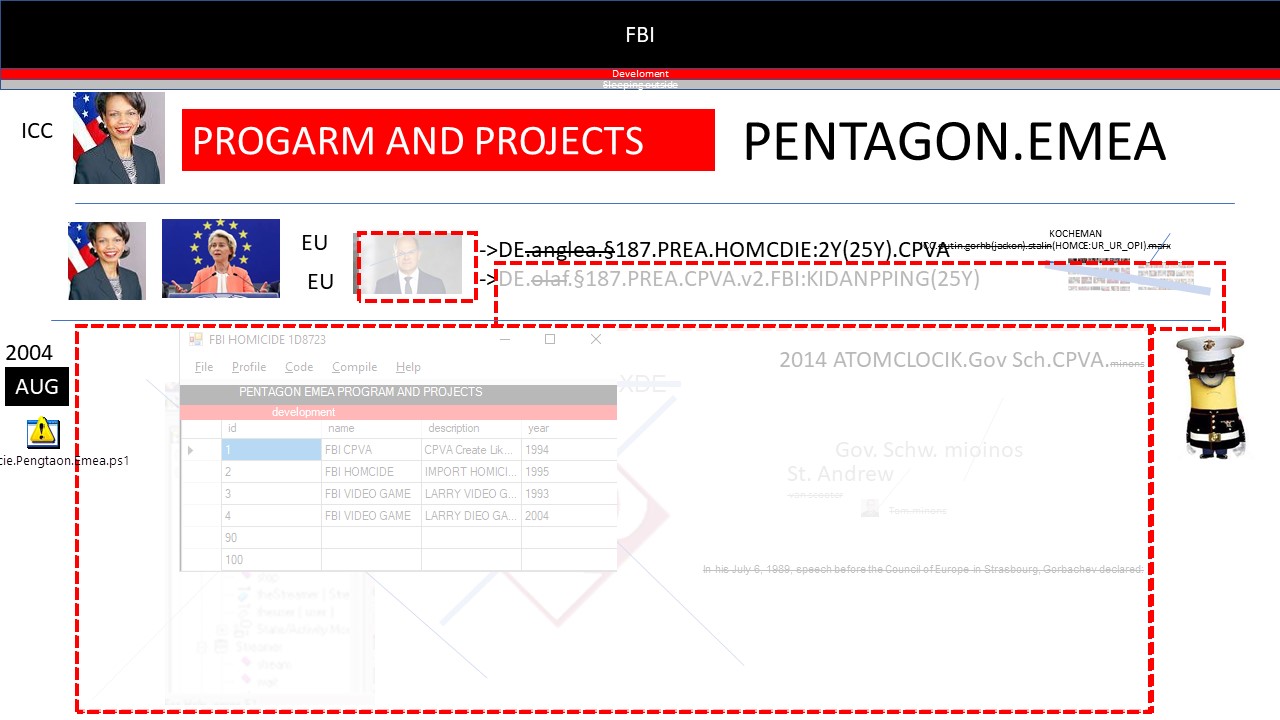 FBI
Develoment
Sleeping outside
ICC
PROGARM AND PROJECTS
PENTAGON.EMEA
EU
EU
->DE.anglea.§187.PREA.HOMCDIE:2Y(25Y).CPVA
->DE.olaf.§187.PREA.CPVA.v2.FBI:KIDANPPING(25Y)
KOCHEMAN
putin.gorhb(jackon).stalin(HOMCE:UR_UR_OPI).marx
2004
AUG
cie.Pengtaon.Emea.ps1
FBI HOMICIDE 1D8723
File Profile Code Compile Help
PENTAGON EMEA PROGRAM AND PROJECTS
development
id name description year
1 FBI CPVA CPVA Create Lik... 1994
2 FBI HOMCIDE IMPORT HOMICI... 1995
3 FBI VIDEO GAME LARRY VIDEO G... 1993
4 FBI VIDEO GAME LARRY DIEO GA... 2004
90
100
XDE
2014 ATOMCLOCIK.Gov Sch.CPVA.minons
Gov. Schw. mioinos
St. Andrew
Fem.minons
In his July 6, 1989, speech before the Council of Europe in Strasbourg, Gorbachev declared: